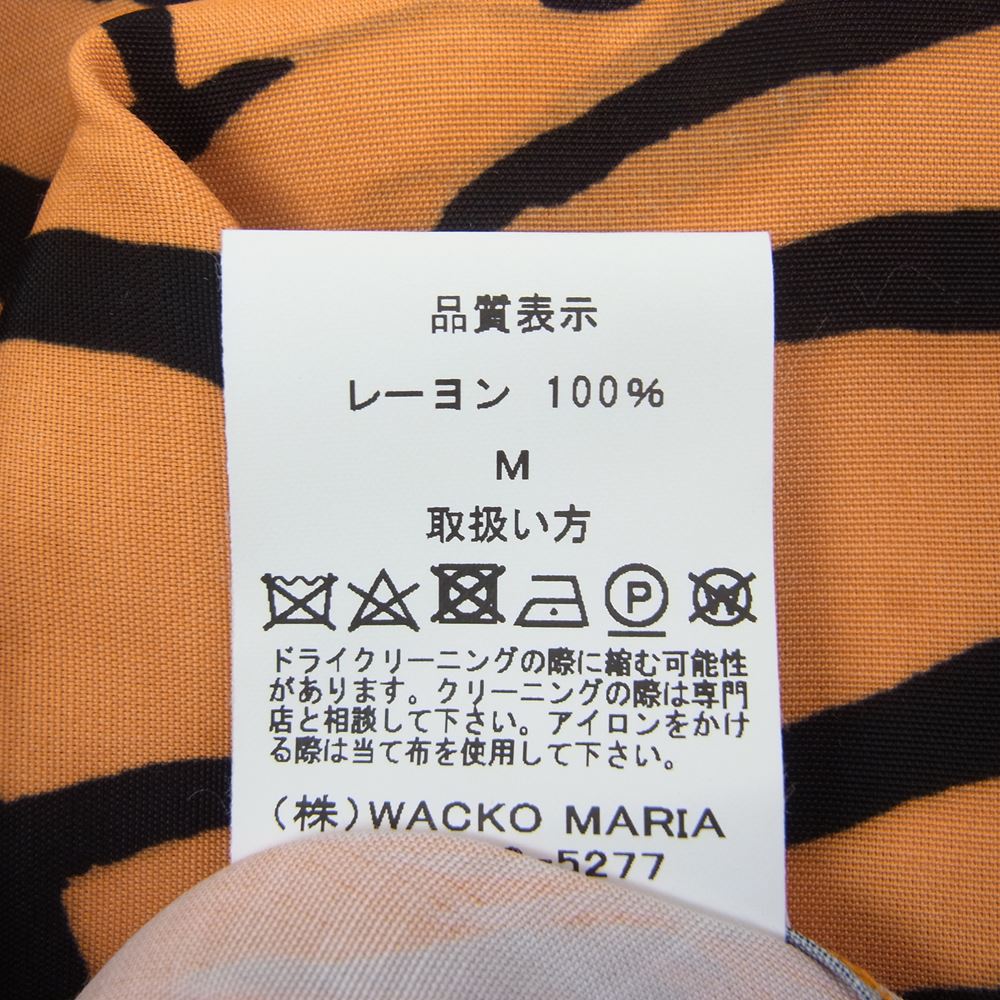 品質表示
レーヨン 100%
M
取扱い方
P W
ドライクリーニングの際に縮む可能性
があります。クリーニングの際は専門
店と相談して下さい。アイロンをかけ
る際は当て布を使用して下さい。
(株)WACKO MARIA
-5277